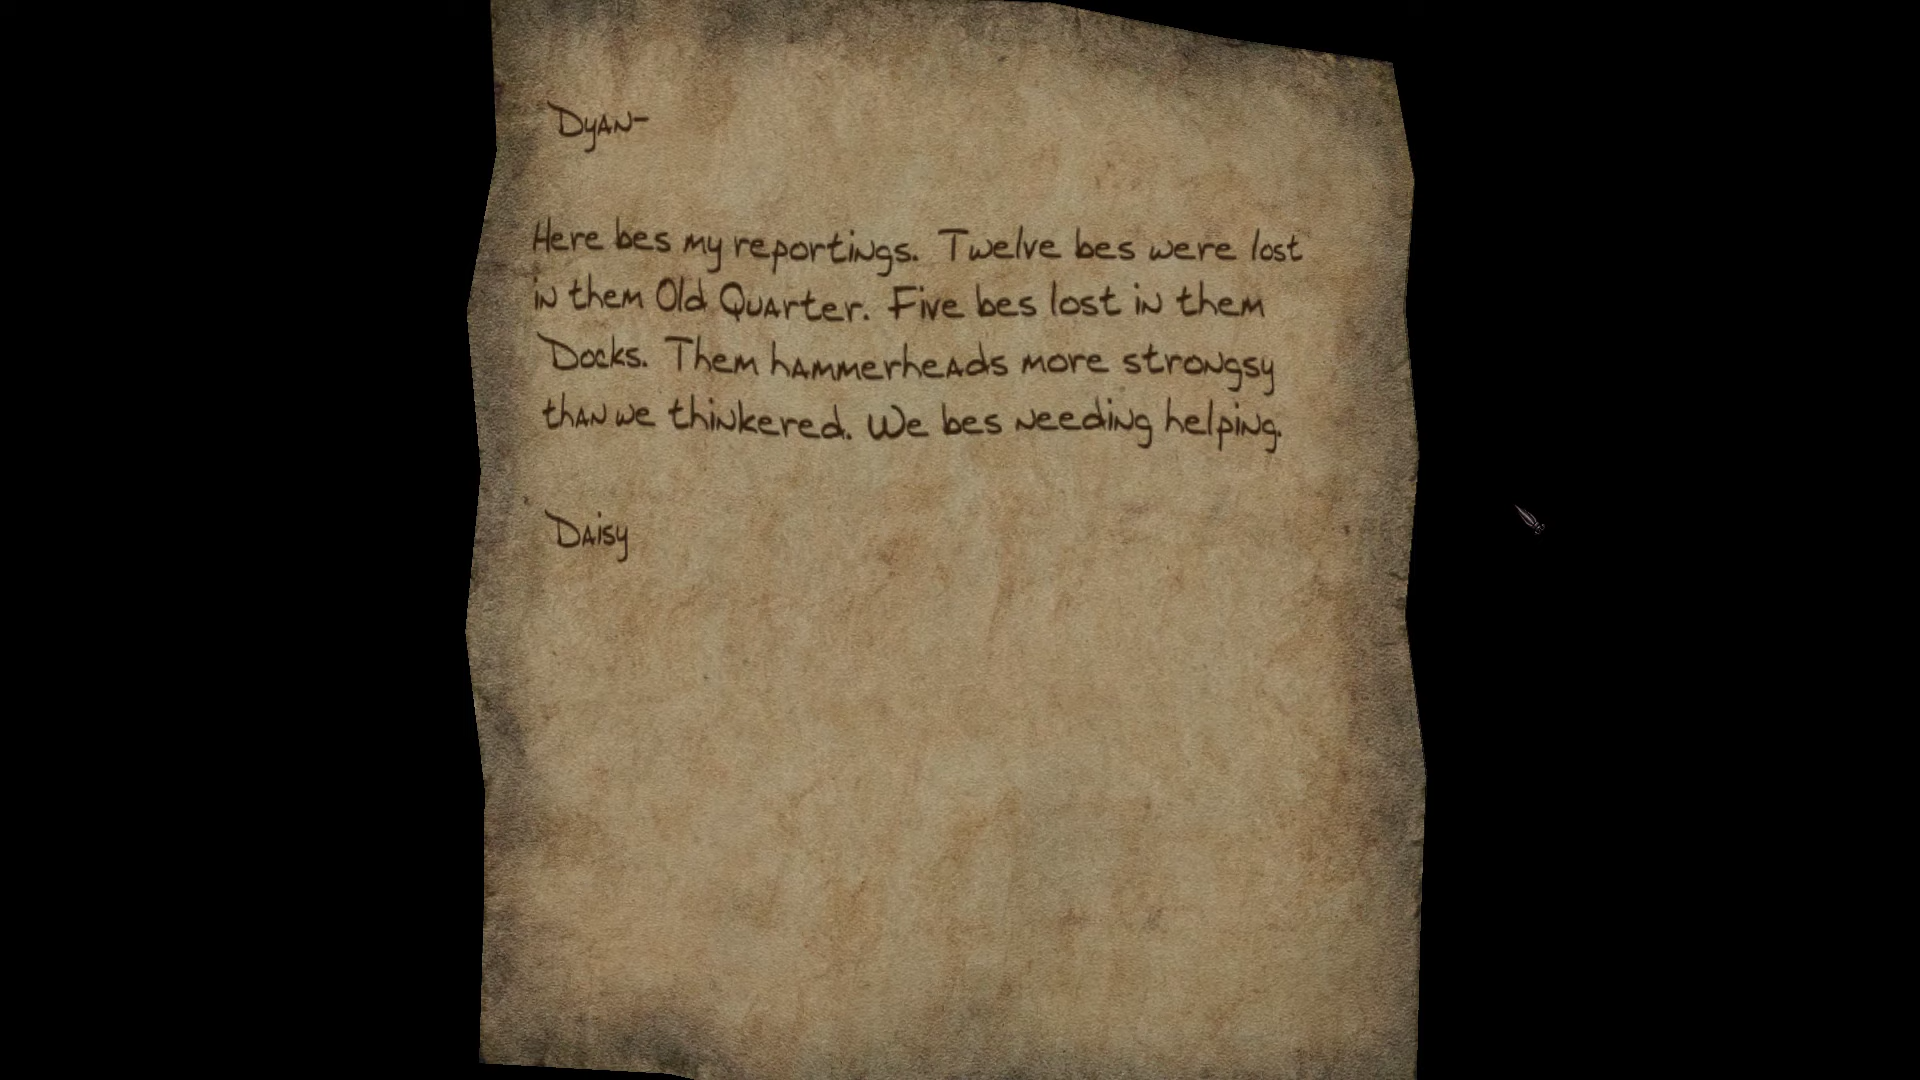 Dyan-
Here bes my reportings. Twelve bes were lost
in them Old Quarter. Five bes lost in them
Docks. Them hammerheads more strongsy
than we thinkered. We bes needing helping.
Daisy